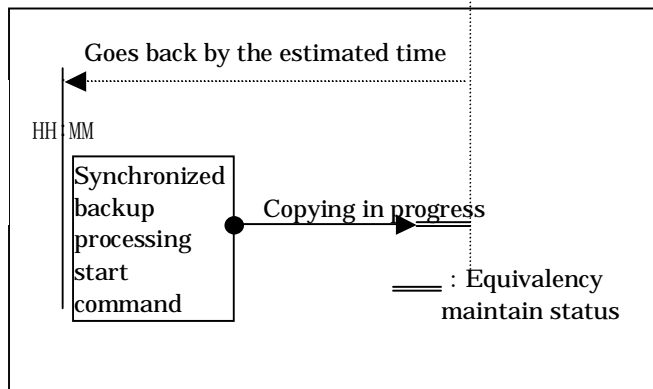 Goes back by the estimated time
HH:MM
Synchronized
backup
processing
start
command
Copying in progress
: Equivalency
maintain status